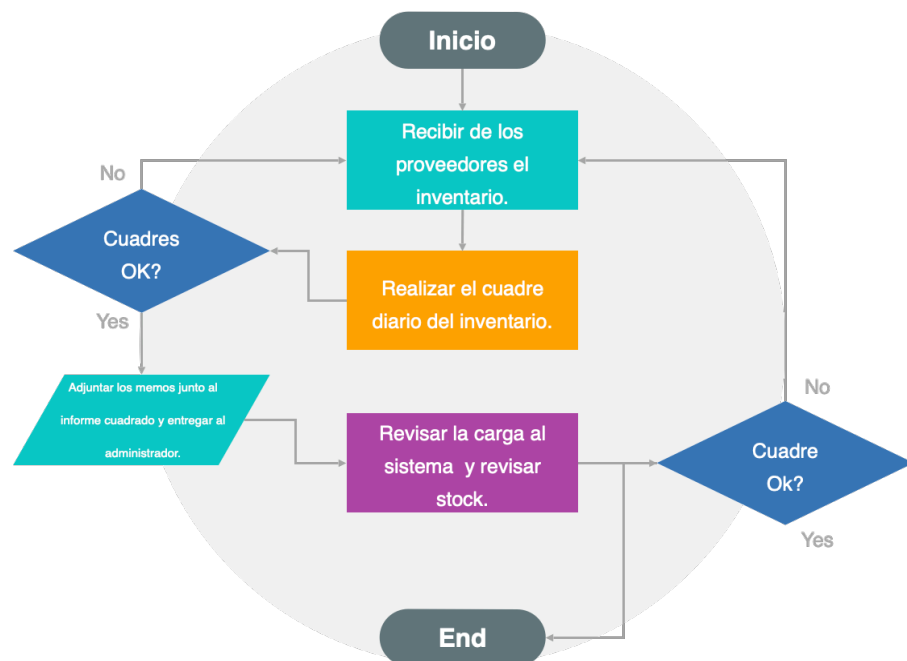 Inicio
Recibir de los
proveedores el
inventario.
No
Cuadres
OK?
Realizar el cuadre
diario del inventario.
Yes
Adjuntar los memos junto al
informe cuadrado y entregar al
administrador.
Revisar la carga al
sistema y revisar
stock.
No
Cuadre
Ok?
Yes
End